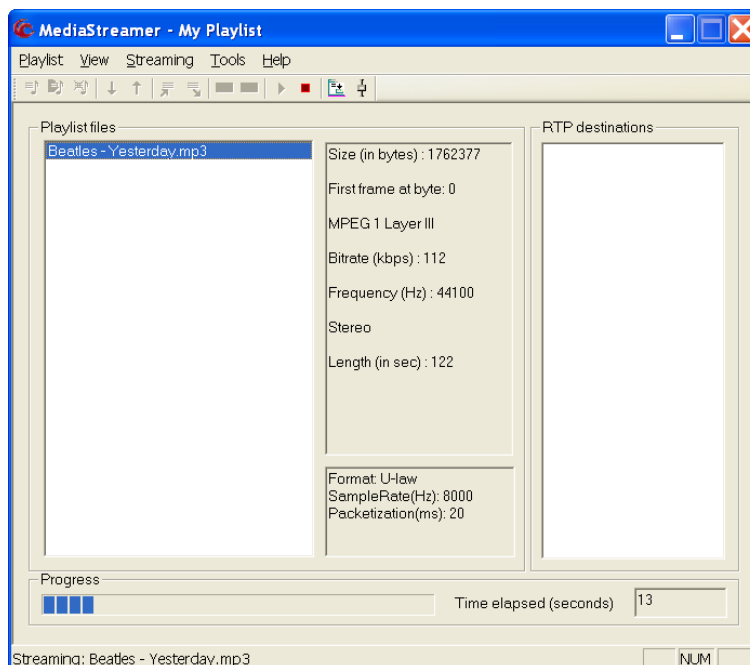 MediaStreamer - My Playlist
Playlist View Streaming Tools Help
Playlist files
RTP destinations
Beatles - Yesterday.mp3
Size (in bytes) : 1762377
First frame at byte: 0
MPEG 1 Layer III
Bitrate (kbps) : 112
Frequency (Hz) : 44100
Stereo
Length (in sec) : 122
Format: U-law
SampleRate(Hz): 8000
Packetization(ms): 20
Progress
Time elapsed (seconds) 13
Streaming: Beatles - Yesterday.mp3
NUM